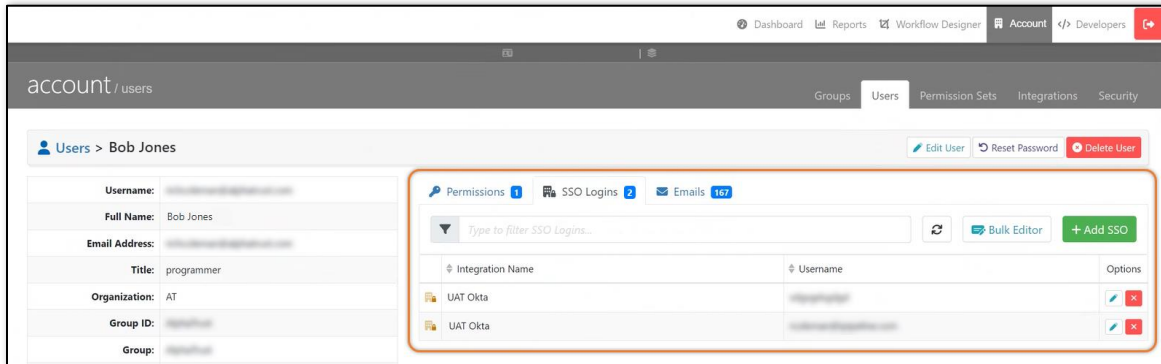 Dashboard Reports Workflow Designer Account </> Developers
account / users
Groups Users Permission Sets Integrations Security
Users > Bob Jones
Edit User Reset Password Delete User
Username:
Full Name: Bob Jones
Email Address:
Title: programmer
Organization: AT
Group ID:
Group:
Permissions 1 SSO Logins 2 Emails 167
Type to filter SSO Logins...
Bulk Editor + Add SSO
Integration Name Username Options
UAT Okta
UAT Okta